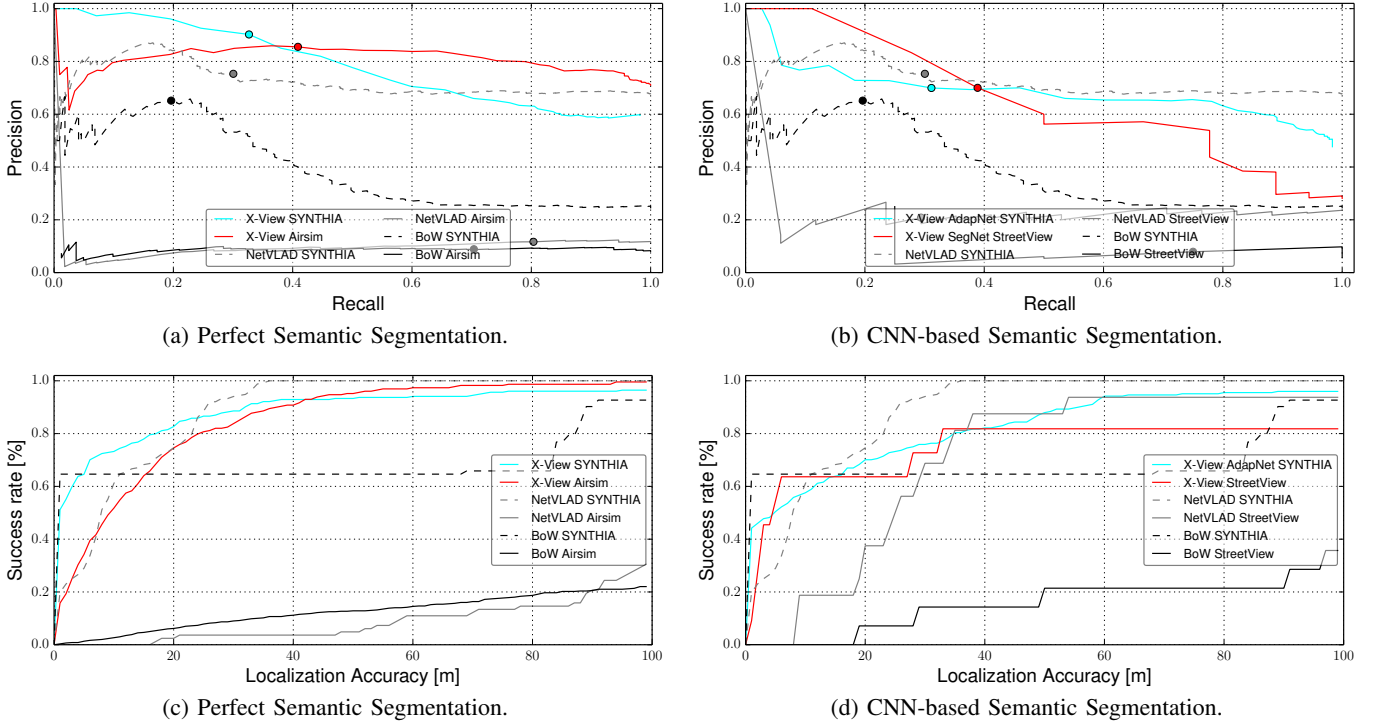 1.0
0.8
0.6
0.4
0.2
0.0
Precision
X-View SYNTHIA
X-View Airsim
NetVLAD SYNTHIA
NetVLAD Airsim
BoW SYNTHIA
BoW Airsim
0.0 0.2 0.4 0.6 0.8 1.0
Recall
(a) Perfect Semantic Segmentation.
1.0
0.8
0.6
0.4
0.2
0.0
Precision
X-View AdapNet SYNTHIA
X-View SegNet StreetView
NetVLAD SYNTHIA
NetVLAD StreetView
BoW SYNTHIA
BoW StreetView
0.0 0.2 0.4 0.6 0.8 1.0
Recall
(b) CNN-based Semantic Segmentation.
1.0
0.8
0.6
0.4
0.2
0.0
Success rate [%]
X-View SYNTHIA
X-View Airsim
NetVLAD SYNTHIA
NetVLAD Airsim
BoW SYNTHIA
BoW Airsim
0 20 40 60 80 100
Localization Accuracy [m]
(c) Perfect Semantic Segmentation.
1.0
0.8
0.6
0.4
0.2
0.0
Success rate [%]
X-View AdapNet SYNTHIA
X-View StreetView
NetVLAD SYNTHIA
NetVLAD StreetView
BoW SYNTHIA
BoW StreetView
0 20 40 60 80 100
Localization Accuracy [m]
(d) CNN-based Semantic Segmentation.